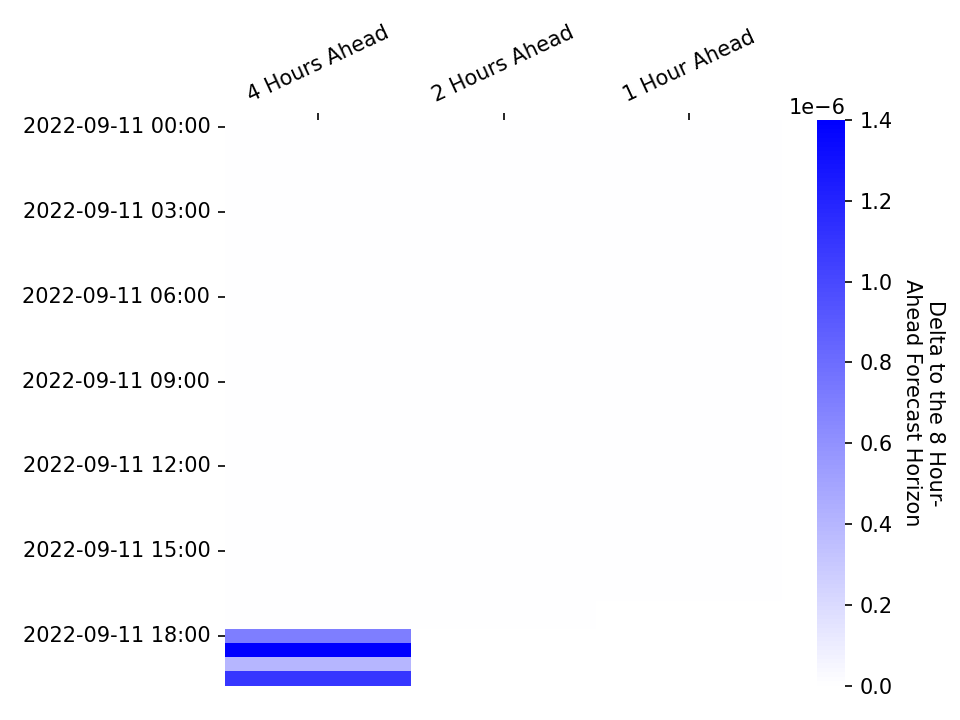 4 Hours Ahead
2 Hours Ahead
1 Hour Ahead
2022-09-11 00:00
2022-09-11 03:00
2022-09-11 06:00
2022-09-11 09:00
2022-09-11 12:00
2022-09-11 15:00
2022-09-11 18:00
1e−6
1.4
1.2
1.0
0.8
0.6
0.4
0.2
0.0
Delta to the 8 Hour-
Ahead Forecast Horizon